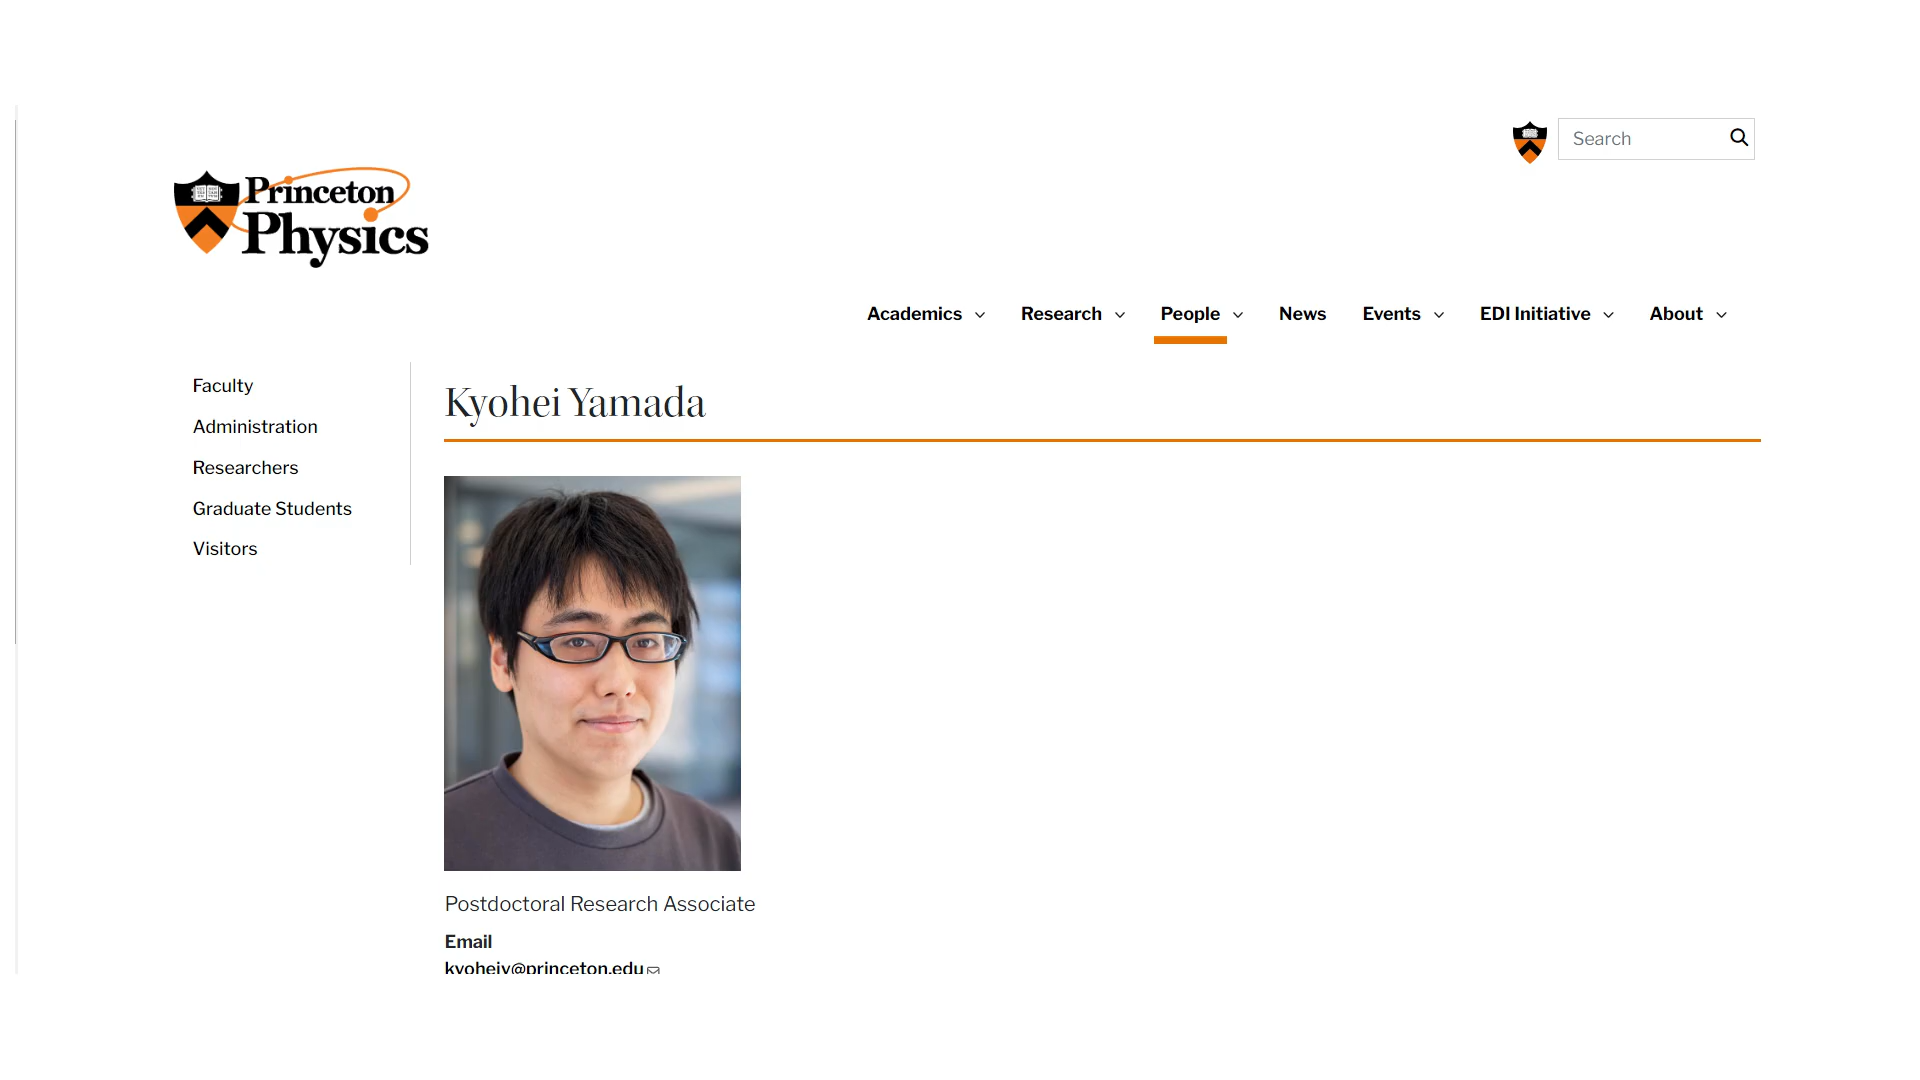 Search
Princeton
Physics
Academics Research People News Events EDI Initiative About
Faculty
Administration
Researchers
Graduate Students
Visitors
Kyohei Yamada
Postdoctoral Research Associate
Email
kyoheiy@princeton.edu